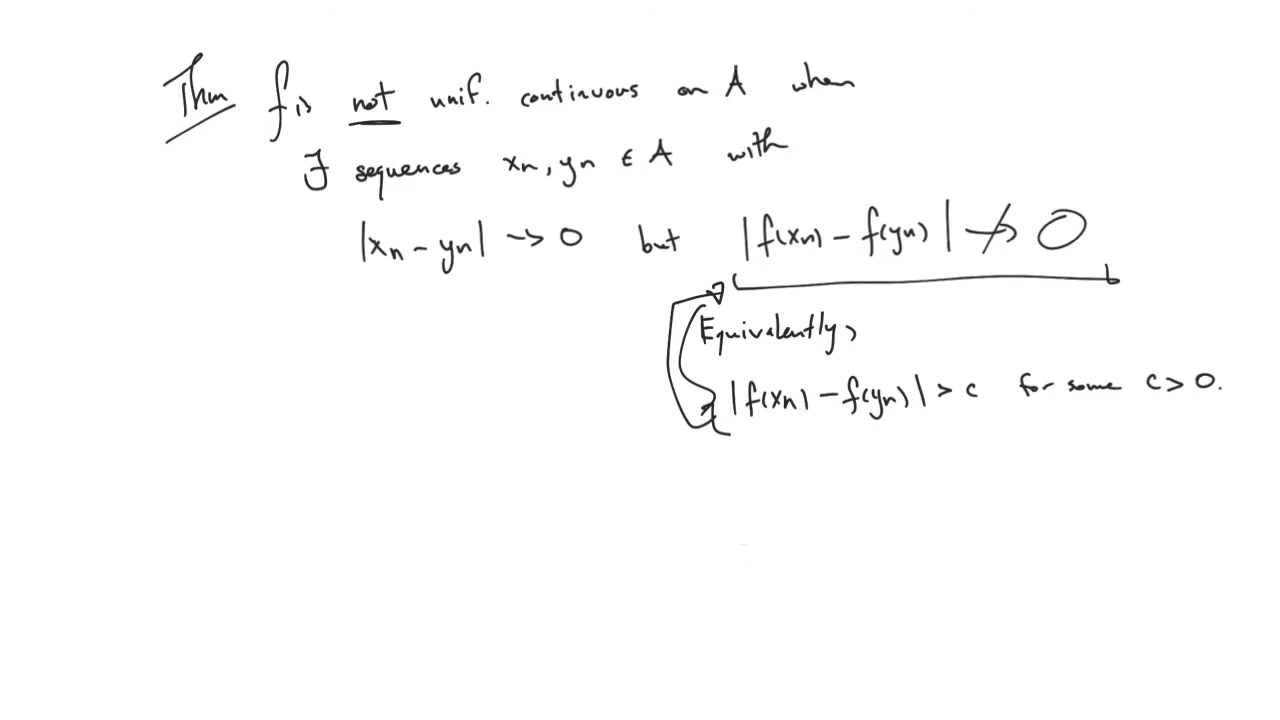 Thm f is not unif. continuous on A when
∃ sequences xn, yn ∈ A with
|xn - yn| → 0 but |f(xn) - f(yn)| ↛ 0
Equivalently,
|f(xn) - f(yn)| > c for some c > 0.